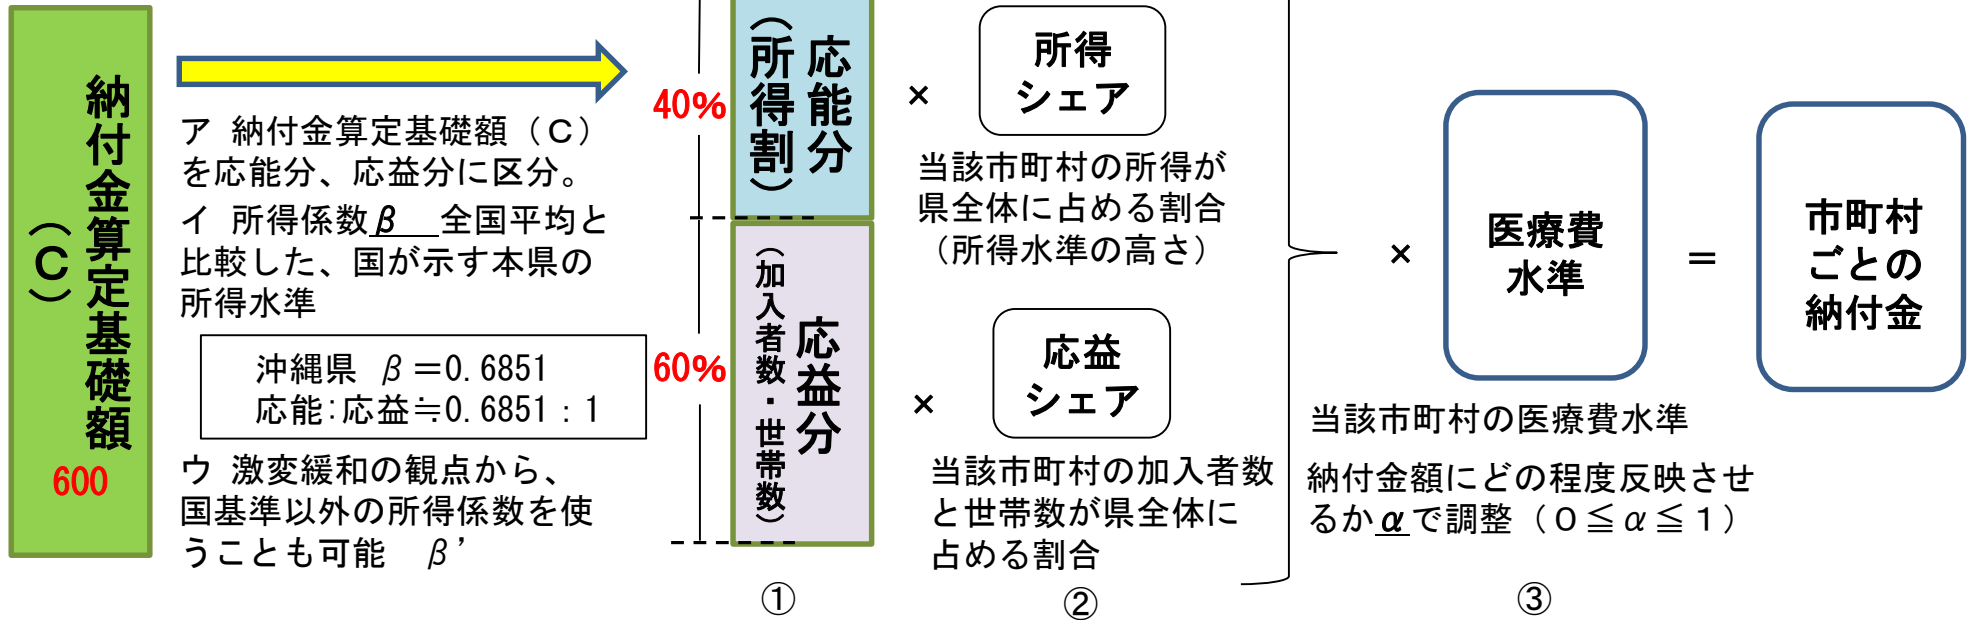 納付金算定基礎額
（Ｃ）
600
ア 納付金算定基礎額（Ｃ）
を応能分、応益分に区分。
イ 所得係数β 全国平均と
比較した、国が示す本県の
所得水準
沖縄県 β＝0.6851
応能：応益≒0.6851：1
ウ 激変緩和の観点から、
国基準以外の所得係数を使
うことも可能 β’
40%
60%
応能分
（所得割）
応益分
（加入者数・世帯数）
①
×
所得
シェア
当該市町村の所得が
県全体に占める割合
（所得水準の高さ）
×
応益
シェア
当該市町村の加入者数
と世帯数が県全体に
占める割合
②
×
医療費
水準
当該市町村の医療費水準
納付金額にどの程度反映させ
るかαで調整（０≦α≦１）
③
＝
市町村
ごとの
納付金